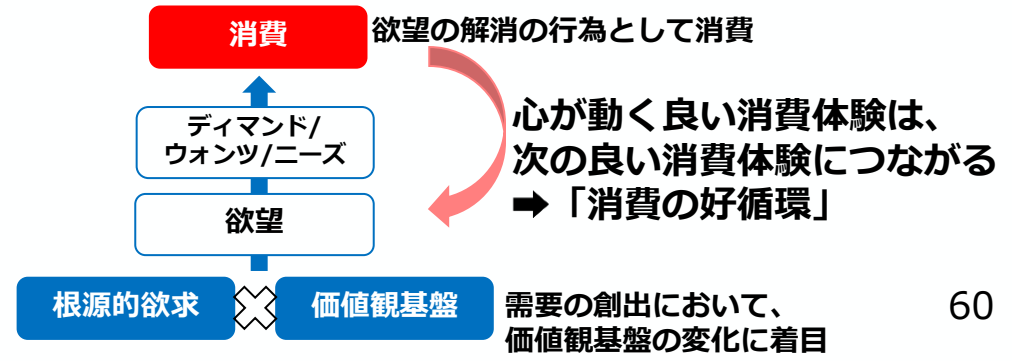 消費
欲望の解消の行為として消費
ディマンド/
ウォンツ/ニーズ
心が動く良い消費体験は、
次の良い消費体験につながる
➡「消費の好循環」
欲望
根源的欲求
価値観基盤
需要の創出において、
価値観基盤の変化に着目
60